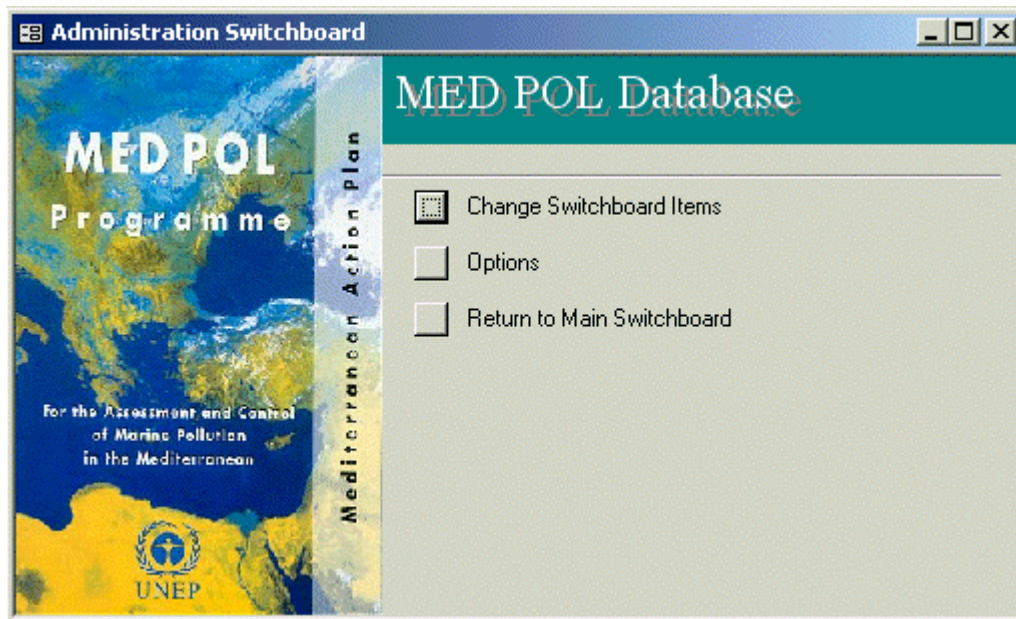 Administration Switchboard
MED POL Database
MED POL
Programme
Mediterranean Action Plan
For the Assessment and Control
of Marine Pollution
in the Mediterranean
UNEP
Change Switchboard Items
Options
Return to Main Switchboard